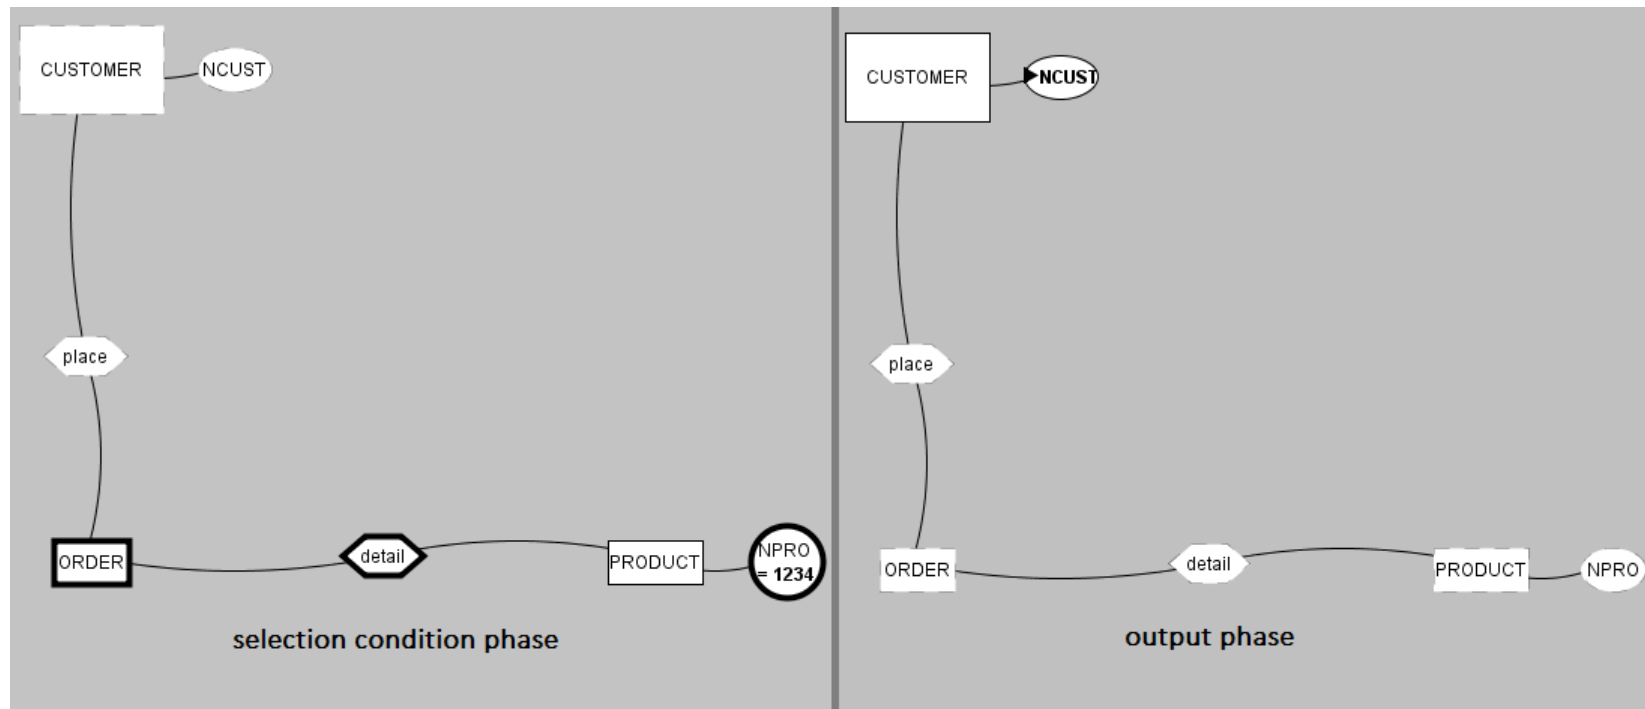 CUSTOMER
NCUST
place
ORDER
detail
PRODUCT
NPRO
= 1234
selection condition phase
CUSTOMER
NCUST
place
ORDER
detail
PRODUCT
NPRO
output phase